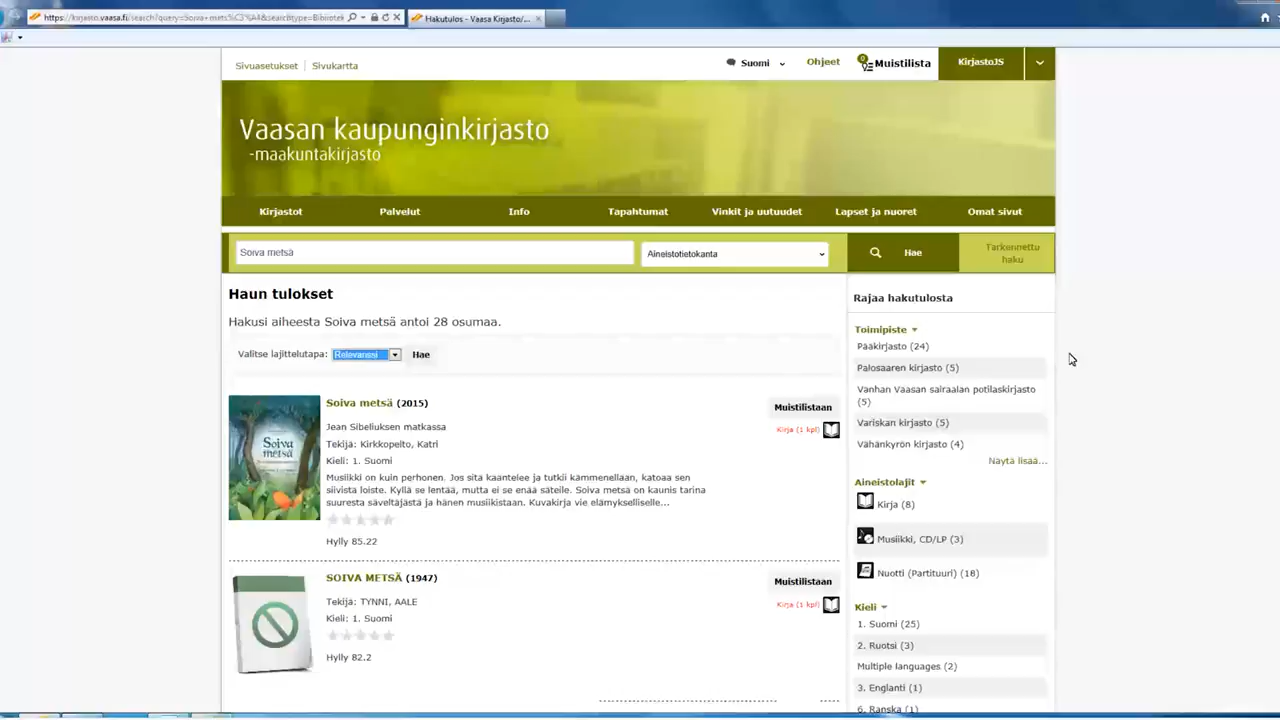 Hakutulos - Vaasa Kirjasto/...
Sivuasetukset
Sivukartta
Suomi
Ohjeet
0
Muistilista
KirjastoJS
Vaasan kaupunginkirjasto
-maakuntakirjasto
Kirjastot
Palvelut
Info
Tapahtumat
Vinkit ja uutuudet
Lapset ja nuoret
Omat sivut
Soiva metsä
Aineistotietokanta
Hae
Tarkennettu
haku
Haun tulokset
Hakusi aiheesta Soiva metsä antoi 28 osumaa.
Valitse lajittelutapa:
Relevanssi
Hae
Soiva
metsä
Soiva metsä (2015)
Jean Sibeliuksen matkassa
Tekijä: Kirkkopelto, Katri
Kieli: 1. Suomi
Musiikki on kuin perhonen. Jos sitä kääntelee ja tutkii kämmenellään, katoaa sen
siivistä loiste. Kyllä se lentää, mutta ei se enää säteile. Soiva metsä on kaunis tarina
suuresta säveltäjästä ja hänen musiikistaan. Kuvakirja vie elämykselliselle...
Hylly 85.22
Muistilistaan
Kirja (1 kpl)
SOIVA METSÄ (1947)
Tekijä: TYNNI, AALE
Kieli: 1. Suomi
Hylly 82.2
Muistilistaan
Kirja (1 kpl)
Rajaa hakutulosta
Toimipiste
Pääkirjasto (24)
Palosaaren kirjasto (5)
Vanhan Vaasan sairaalan potilaskirjasto
(5)
Variskan kirjasto (5)
Vähänkyrön kirjasto (4)
Näytä lisää...
Aineistolajit
Kirja (8)
Musiikki, CD/LP (3)
Nuotti (Partituuri) (18)
Kieli
1. Suomi (25)
2. Ruotsi (3)
Multiple languages (2)
3. Englanti (1)
6. Ranska (1)